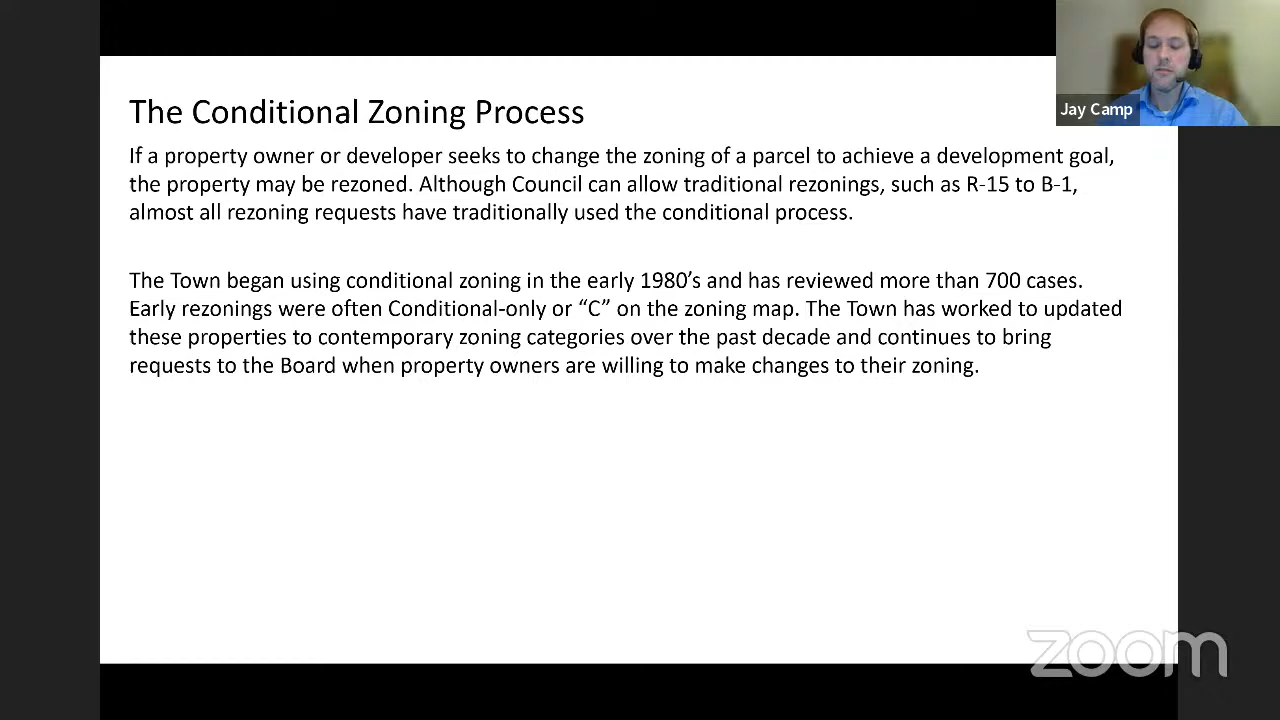 The Conditional Zoning Process
Jay Camp
If a property owner or developer seeks to change the zoning of a parcel to achieve a development goal,
the property may be rezoned. Although Council can allow traditional rezonings, such as R-15 to B-1,
almost all rezoning requests have traditionally used the conditional process.
The Town began using conditional zoning in the early 1980’s and has reviewed more than 700 cases.
Early rezonings were often Conditional-only or “C” on the zoning map. The Town has worked to updated
these properties to contemporary zoning categories over the past decade and continues to bring
requests to the Board when property owners are willing to make changes to their zoning.
zoom